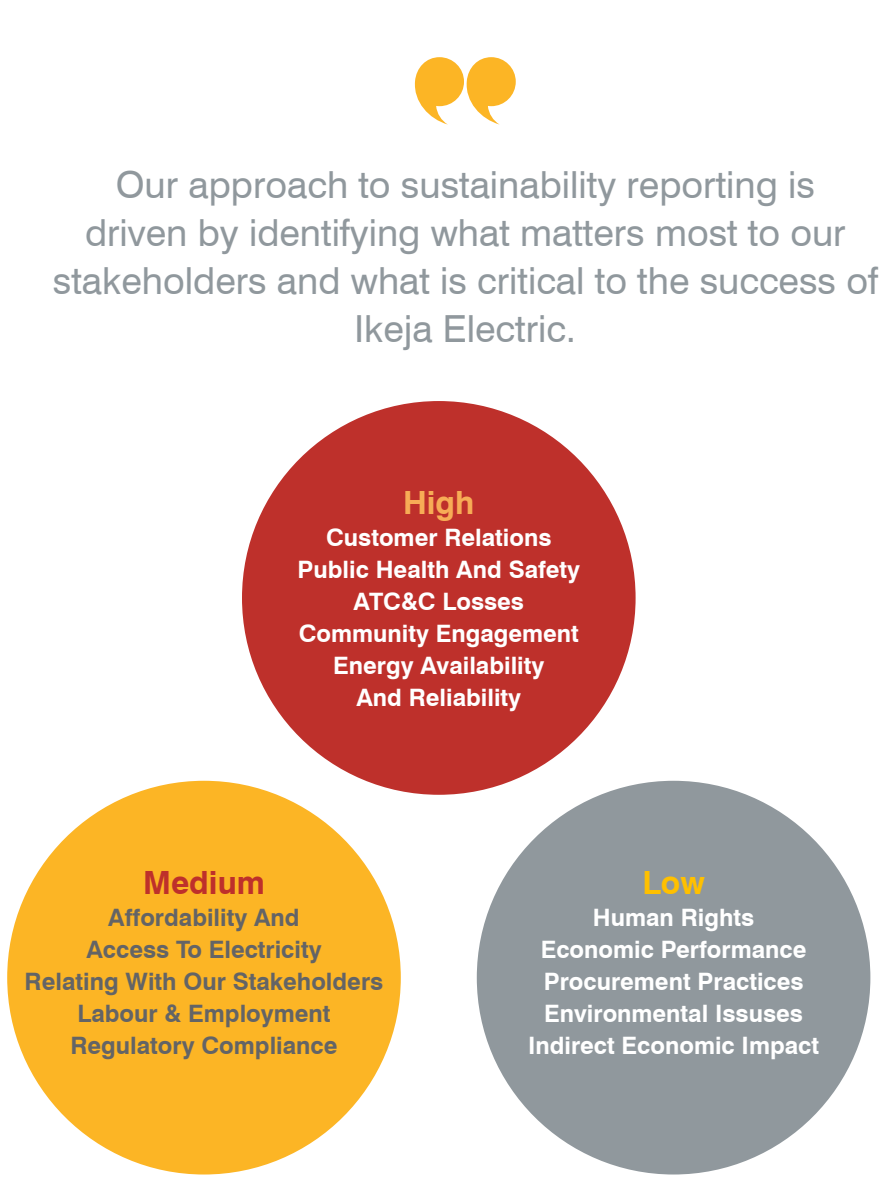 Our approach to sustainability reporting is
driven by identifying what matters most to our
stakeholders and what is critical to the success of
Ikeja Electric.
High
Customer Relations
Public Health And Safety
ATC&C Losses
Community Engagement
Energy Availability
And Reliability
Medium
Affordability And
Access To Electricity
Relating With Our Stakeholders
Labour & Employment
Regulatory Compliance
Low
Human Rights
Economic Performance
Procurement Practices
Environmental Issuses
Indirect Economic Impact